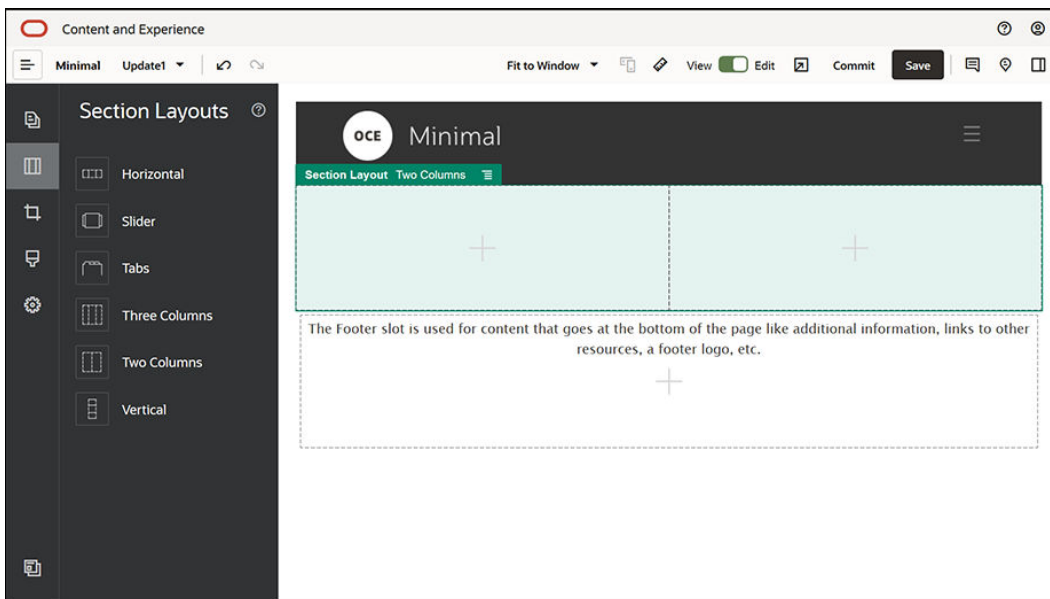 Content and Experience
Minimal Update1 Fit to Window View Edit Commit Save
Section Layouts
Horizontal
Slider
Tabs
Three Columns
Two Columns
Vertical
OCE Minimal
Section Layout Two Columns
The Footer slot is used for content that goes at the bottom of the page like additional information, links to other
resources, a footer logo, etc.